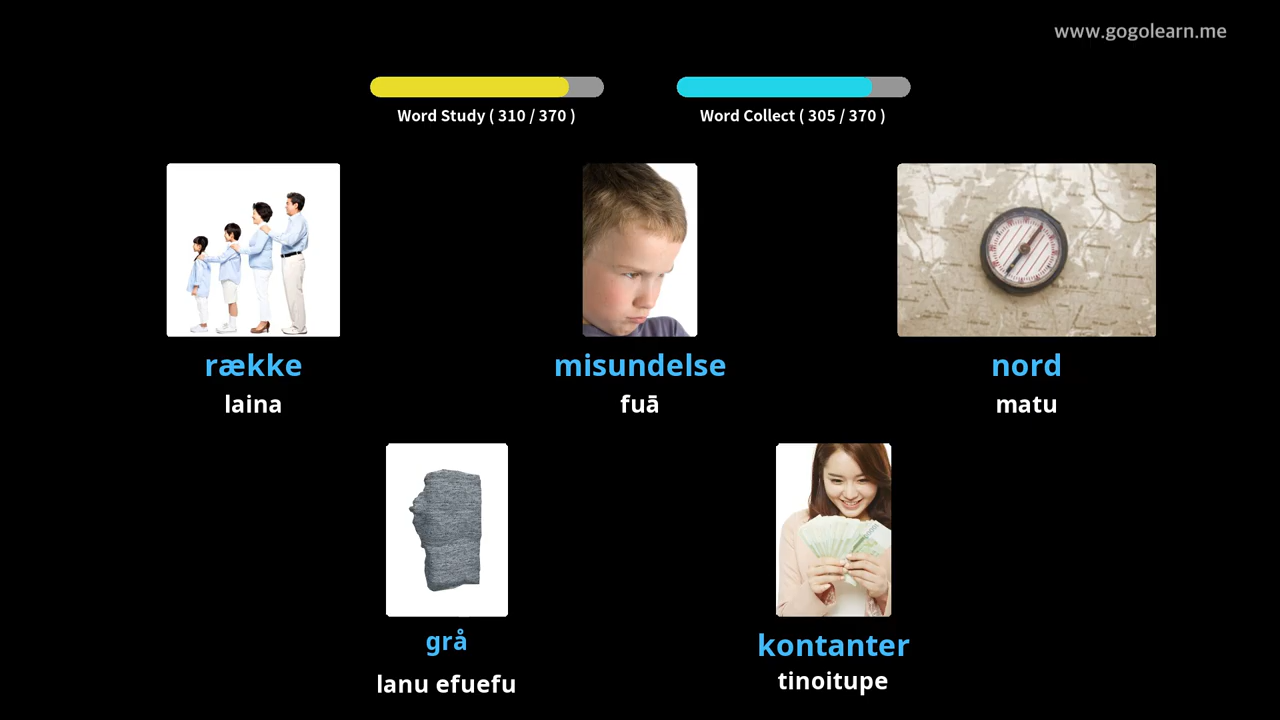 www.gogolearn.me
Word Study ( 310 / 370 )
Word Collect ( 305 / 370 )
række
laina
misundelse
fuā
nord
matu
grå
lanu efuefu
kontanter
tinoitupe